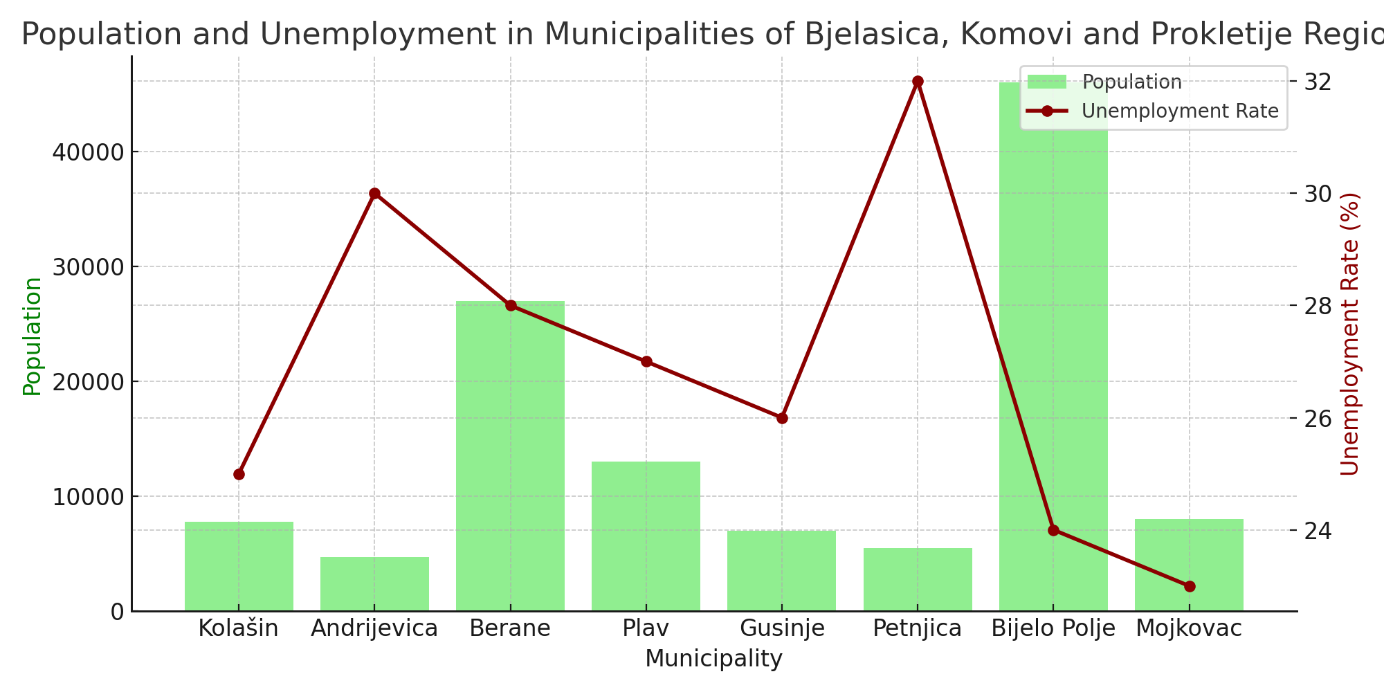 Population and Unemployment in Municipalities of Bjelasica, Komovi and Prokletije Regio
Population
Unemployment Rate
40000
30000
20000
10000
0
Population
32
30
28
26
24
Unemployment Rate (%)
Kolašin Andrijevica Berane Plav Gusinje Petnjica Bijelo Polje Mojkovac
Municipality